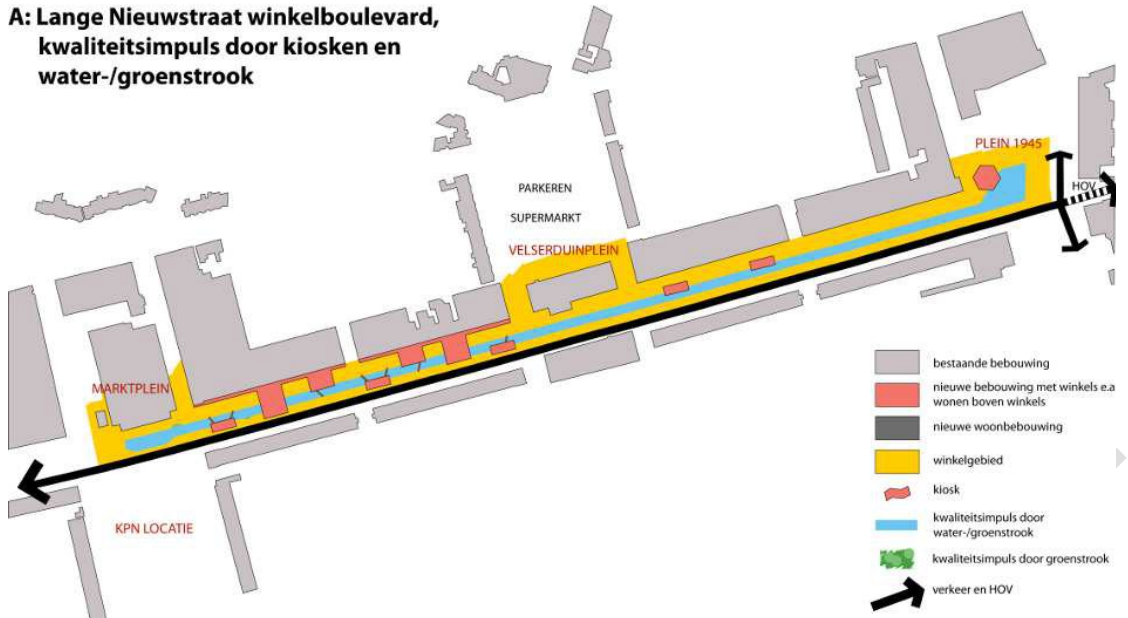 A: Lange Nieuwstraat winkelboulevard,
kwaliteitsimpuls door kiosken en
water-/groenstrook
PLEIN 1945
HOV
PARKEREN
SUPERMARKT
VELSERDUINPLEIN
MARKTPLEIN
KPN LOCATIE
bestaande bebouwing
nieuwe bebouwing met winkels e.a
wonen boven winkels
nieuwe woonbebouwing
winkelgebied
kiosk
kwaliteitsimpuls door
water-/groenstrook
kwaliteitsimpuls door groenstrook
verkeer en HOV